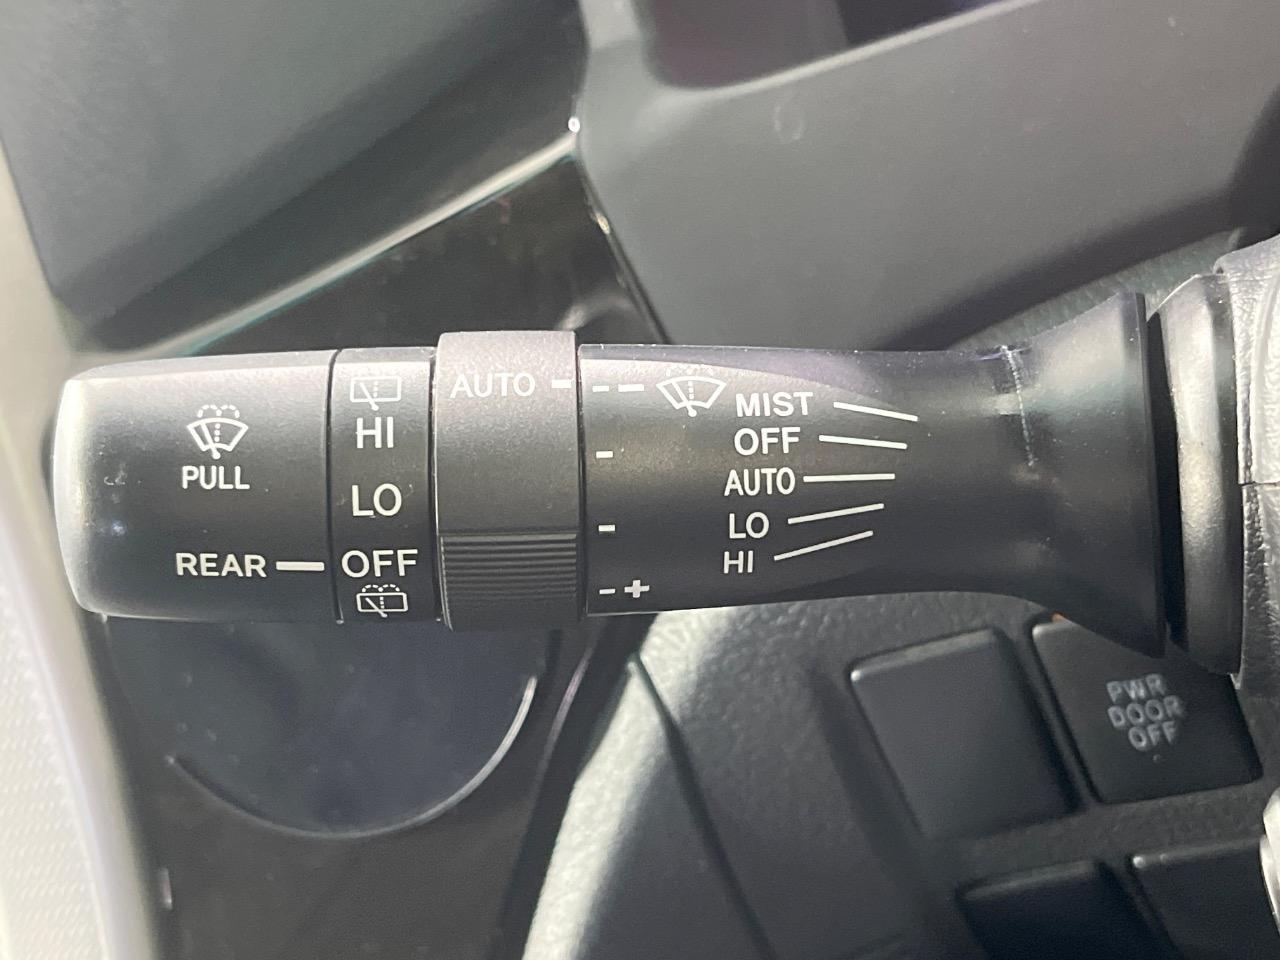 PULL
REAR
HI
LO
OFF
AUTO
- +
MIST
OFF
AUTO
LO
HI
PWR
DOOR
OFF